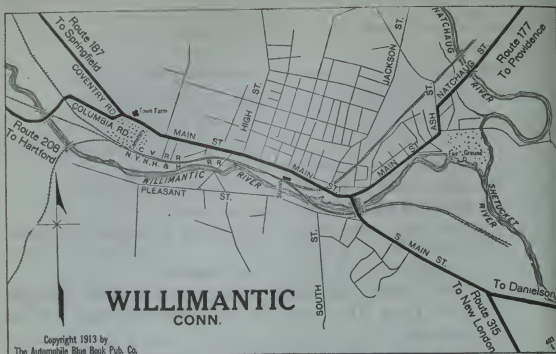 Route 187
To Springfield
COVENTRY RD.
Town Farm
COLUMBIA RD.
Route 208
To Hartford
MAIN ST
C. V. R. R.
N. Y. N. H. & H. R. R.
WILLIMANTIC RIVER
PLEASANT ST.
HIGH ST.
JACKSON ST.
NATCHAUG RIVER
NATCHAUG ST.
Route 177
To Providence
ASH
MAIN ST.
MAIN ST
Fair Ground
SHETUCKET RIVER
SOUTH ST.
S MAIN ST
To Danielson
Route 315
To New London
WILLIMANTIC
CONN.
Copyright 1913 by
The Automobile Blue Book Pub. Co.